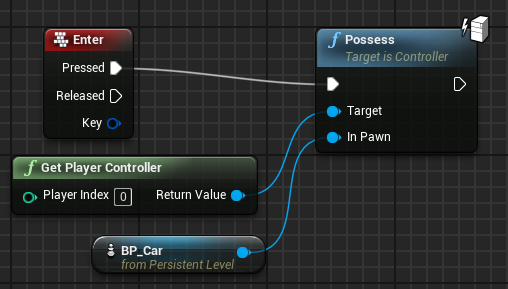 Enter
Pressed
Released
Key
f Possess
Target is Controller
Target
In Pawn
f Get Player Controller
Player Index 0 Return Value
BP_Car
from Persistent Level